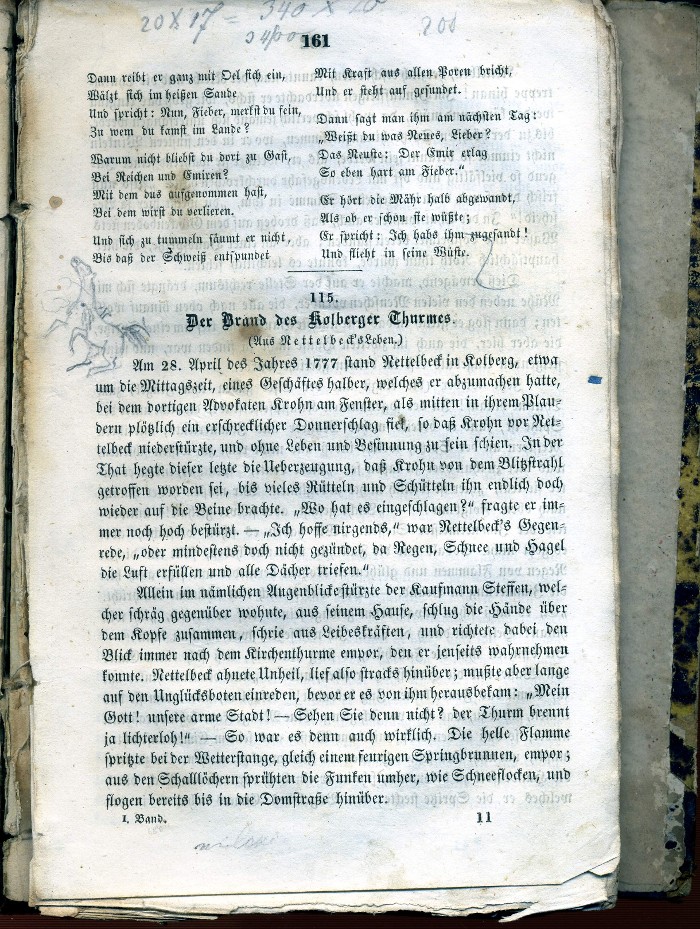 20 X 17 = 340 X 10
3400
200
161
Dann reibt er ganz mit Oel sich ein,
Wälzt sich im heißen Sande
Und spricht: Nun, Fieber, merkst du fein,
Zu wem du kamst im Lande?
Warum nicht bliebst du dort zu Gast,
Bei Reichen und Emiren?
Mit dem dus aufgenommen hast,
Bei dem wirst du verlieren.
Und sich zu tummeln säumt er nicht,
Bis daß der Schweiß entspundet
Mit Kraft aus allen Poren bricht,
Und er steht auf gesundet.
Dann sagt man ihm am nächsten Tag:
„Weißt du was Neues, Lieber?
Das Neuste: Der Emir erlag
So eben hart am Fieber.“
Er hört die Mähr halb abgewandt,
Als ob er schon sie wüßte;
Er spricht: Ich habs ihm zugesandt!
Und flieht in seine Wüste.
115.
Der Brand des Kolberger Thurmes.
(Aus Nettelbeck's Leben.)
Am 28. April des Jahres 1777 stand Nettelbeck in Kolberg, etwa
um die Mittagszeit, eines Geschäftes halber, welches er abzumachen hatte,
bei dem dortigen Advokaten Krohn am Fenster, als mitten in ihrem Plau-
dern plötzlich ein erschrecklicher Donnerschlag fiel, so daß Krohn vor Net-
telbeck niederstürzte, und ohne Leben und Besinnung zu sein schien. In der
That hegte dieser letzte die Ueberzeugung, daß Krohn von dem Blitzstrahl
getroffen worden sei, bis vieles Rütteln und Schütteln ihn endlich doch
wieder auf die Beine brachte. „Wo hat es eingeschlagen?“ fragte er im-
mer noch hoch bestürzt. — „Ich hoffe nirgends,“ war Nettelbeck's Gegen-
rede, „oder mindestens doch nicht gezündet, da Regen, Schnee und Hagel
die Luft erfüllen und alle Dächer triefen.“
Allein im nämlichen Augenblicke stürzte der Kaufmann Steffen, wel-
cher schräg gegenüber wohnte, aus seinem Hause, schlug die Hände über
dem Kopfe zusammen, schrie aus Leibeskräften, und richtete dabei den
Blick immer nach dem Kirchenthurme empor, den er jenseits wahrnehmen
konnte. Nettelbeck ahnete Unheil, lief also stracks hinüber; mußte aber lange
auf den Unglücksboten einreden, bevor er es von ihm herausbekam: „Mein
Gott! unsere arme Stadt! — Sehen Sie denn nicht? der Thurm brennt
ja lichterloh!“ — So war es denn auch wirklich. Die helle Flamme
spritzte bei der Wetterstange, gleich einem feurigen Springbrunnen, empor;
aus den Schalllöchern sprühten die Funken umher, wie Schneeflocken, und
flogen bereits bis in die Domstraße hinüber.
I. Band.
11